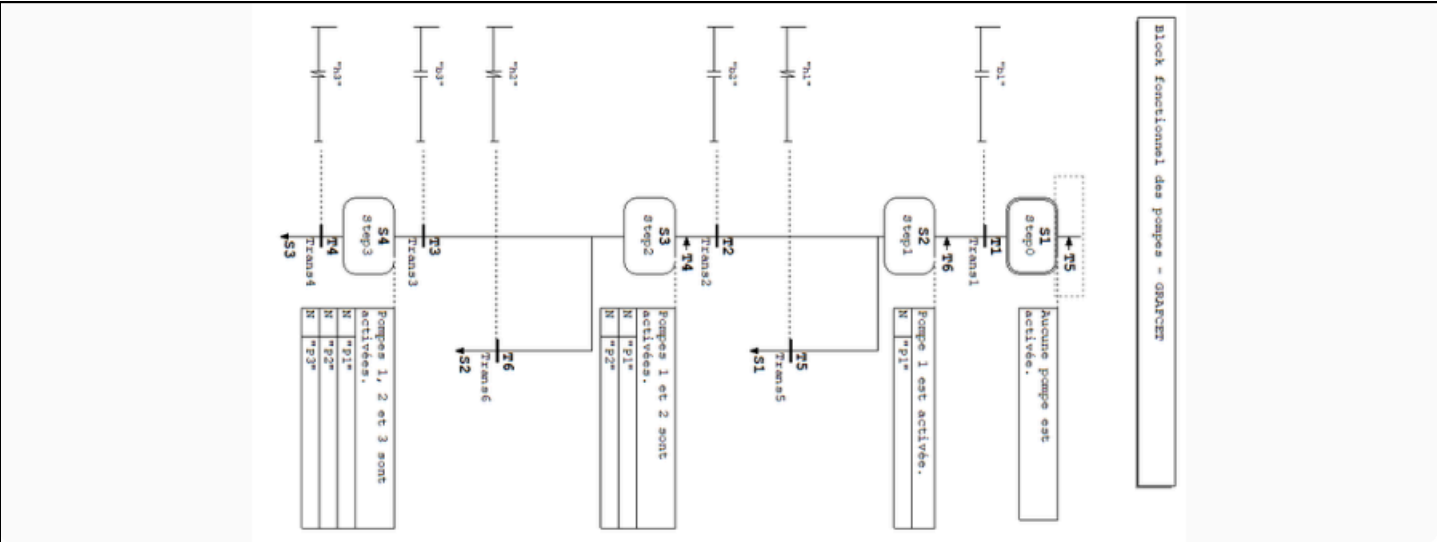 Block fonctionnel des pompes - GRAFCET
T5
S1
Step0
Aucune pompe est
activée.
"b1"
T1
Trans1
T6
S2
Step1
Pompe 1 est activée.
N "P1"
"h1"
T5
Trans5
S1
"b2"
T2
Trans2
T4
S3
Step2
Pompes 1 et 2 sont
activées.
N "P1"
N "P2"
"h2"
T6
Trans6
S2
"b3"
T3
Trans3
S4
Step3
Pompes 1, 2 et 3 sont
activées.
N "P1"
N "P2"
N "P3"
"h3"
T4
Trans4
S3